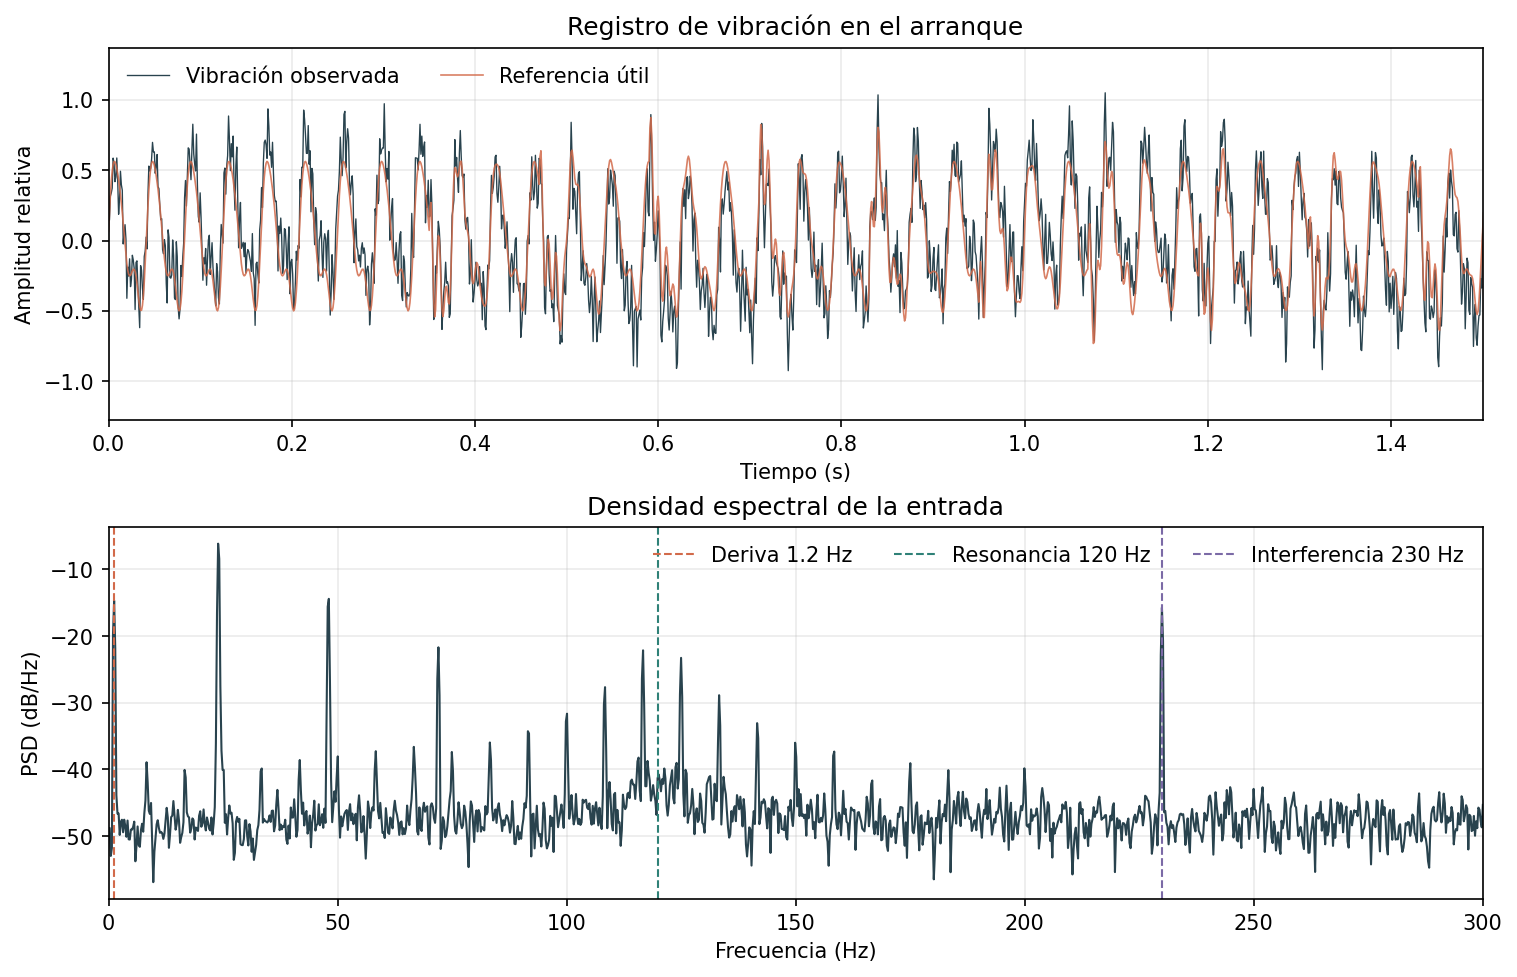 Registro de vibración en el arranque
Vibración observada
Referencia útil
1.0
0.5
0.0
−0.5
−1.0
Amplitud relativa
0.0 0.2 0.4 0.6 0.8 1.0 1.2 1.4
Tiempo (s)
Densidad espectral de la entrada
Deriva 1.2 Hz
Resonancia 120 Hz
Interferencia 230 Hz
−10
−20
−30
−40
−50
PSD (dB/Hz)
0 50 100 150 200 250 300
Frecuencia (Hz)